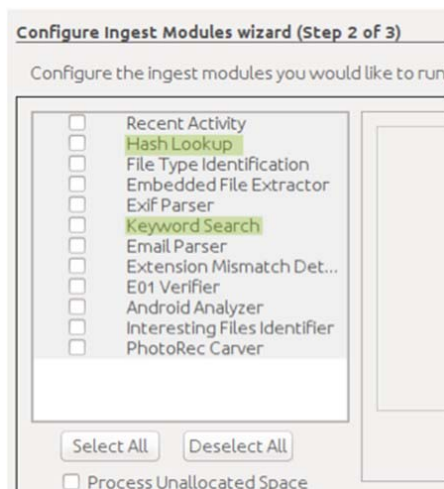 Configure Ingest Modules wizard (Step 2 of 3)
Configure the ingest modules you would like to run
Recent Activity
Hash Lookup
File Type Identification
Embedded File Extractor
Exif Parser
Keyword Search
Email Parser
Extension Mismatch Det...
E01 Verifier
Android Analyzer
Interesting Files Identifier
PhotoRec Carver
Select All Deselect All
Process Unallocated Space